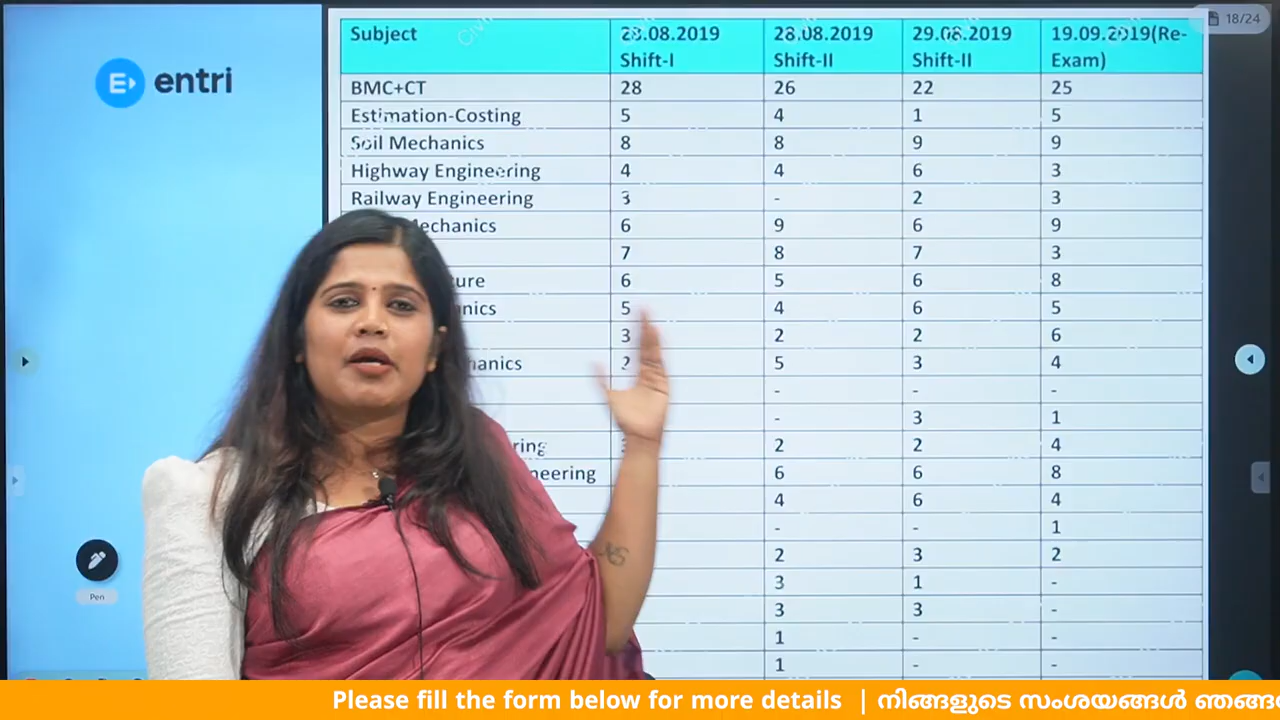 entri
18/24
Subject 28.08.2019 Shift-I 28.08.2019 Shift-II 29.08.2019 Shift-II 19.09.2019(Re-Exam)
BMC+CT 28 26 22 25
Estimation-Costing 5 4 1 5
Soil Mechanics 8 8 9 9
Highway Engineering 4 4 6 3
Railway Engineering 3 - 2 3
Mechanics 6 9 6 9
7 8 7 3
ure 6 5 6 8
nics 5 4 6 5
3 2 2 6
hanics 2 5 3 4
- - -
- 3 1
ring 3 2 2 4
neering 6 6 8
4 6 4
- - 1
2 3 2
3 1 -
3 3 -
1 - -
1 - -
Pen
Please fill the form below for more details | നിങ്ങളുടെ സംശയങ്ങൾ ഞങ്ങ